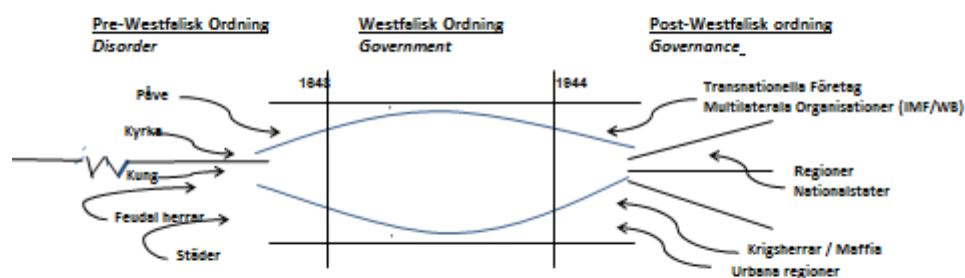 Pre-Westfalisk Ordning
Disorder
Westfalisk Ordning
Government
Post-Westfalisk ordning
Governance
1648
1944
Påve
Kyrka
Kung
Feudal herrar
Städer
Transnationella Företag
Multilaterala Organisationer (IMF/WB)
Regioner
Nationalstater
Krigsherrar / Maffia
Urbana regioner